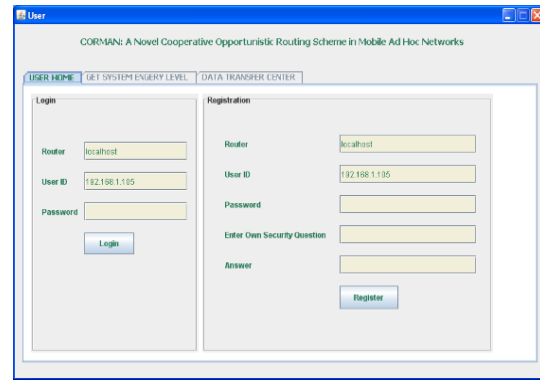 User
CORMAN: A Novel Cooperative Opportunistic Routing Scheme in Mobile Ad Hoc Networks
USER HOME GET SYSTEM ENGERY LEVEL DATA TRANSFER CENTER
Login
Router localhost
User ID 192.168.1.105
Password
Login
Registration
Router localhost
User ID 192.168.1.105
Password
Enter Own Security Question
Answer
Register